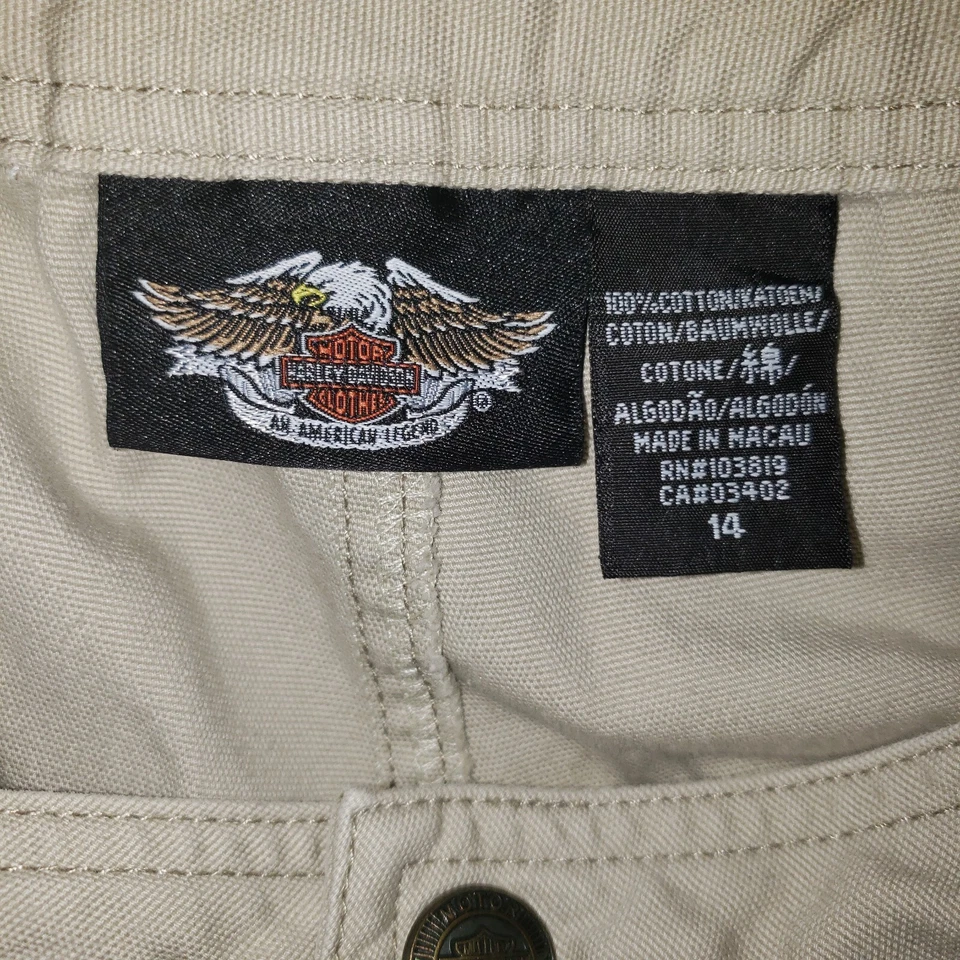 MOTOR
HARLEY-DAVIDSON
CLOTHES
AN AMERICAN LEGEND
®
100% COTTON/KATOEN/
COTON/BAUMWOLLE/
COTONE/綿/
ALGODÃO/ALGODÓN
MADE IN MACAU
RN#103819
CA#03402
14
MOTOR